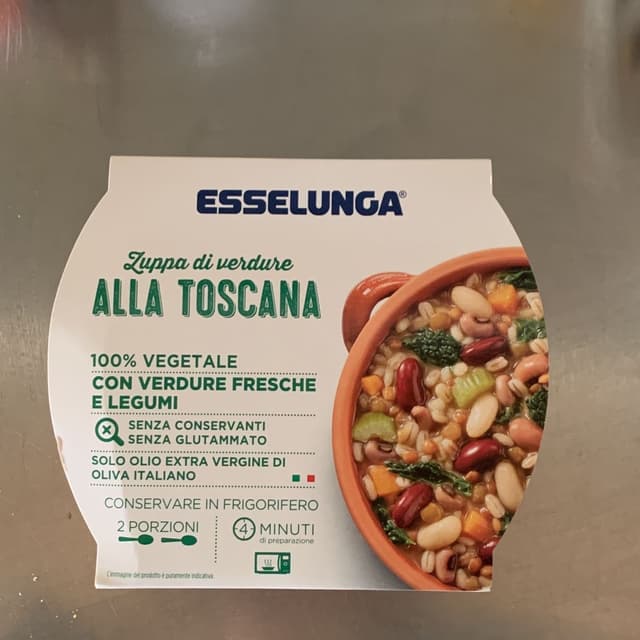 ESSELUNGA®
Zuppa di verdure
ALLA TOSCANA
100% VEGETALE
CON VERDURE FRESCHE
E LEGUMI
SENZA CONSERVANTI
SENZA GLUTAMMATO
SOLO OLIO EXTRA VERGINE DI
OLIVA ITALIANO
CONSERVARE IN FRIGORIFERO
2 PORZIONI
4 MINUTI
di preparazione
L'immagine del prodotto è puramente indicativa.